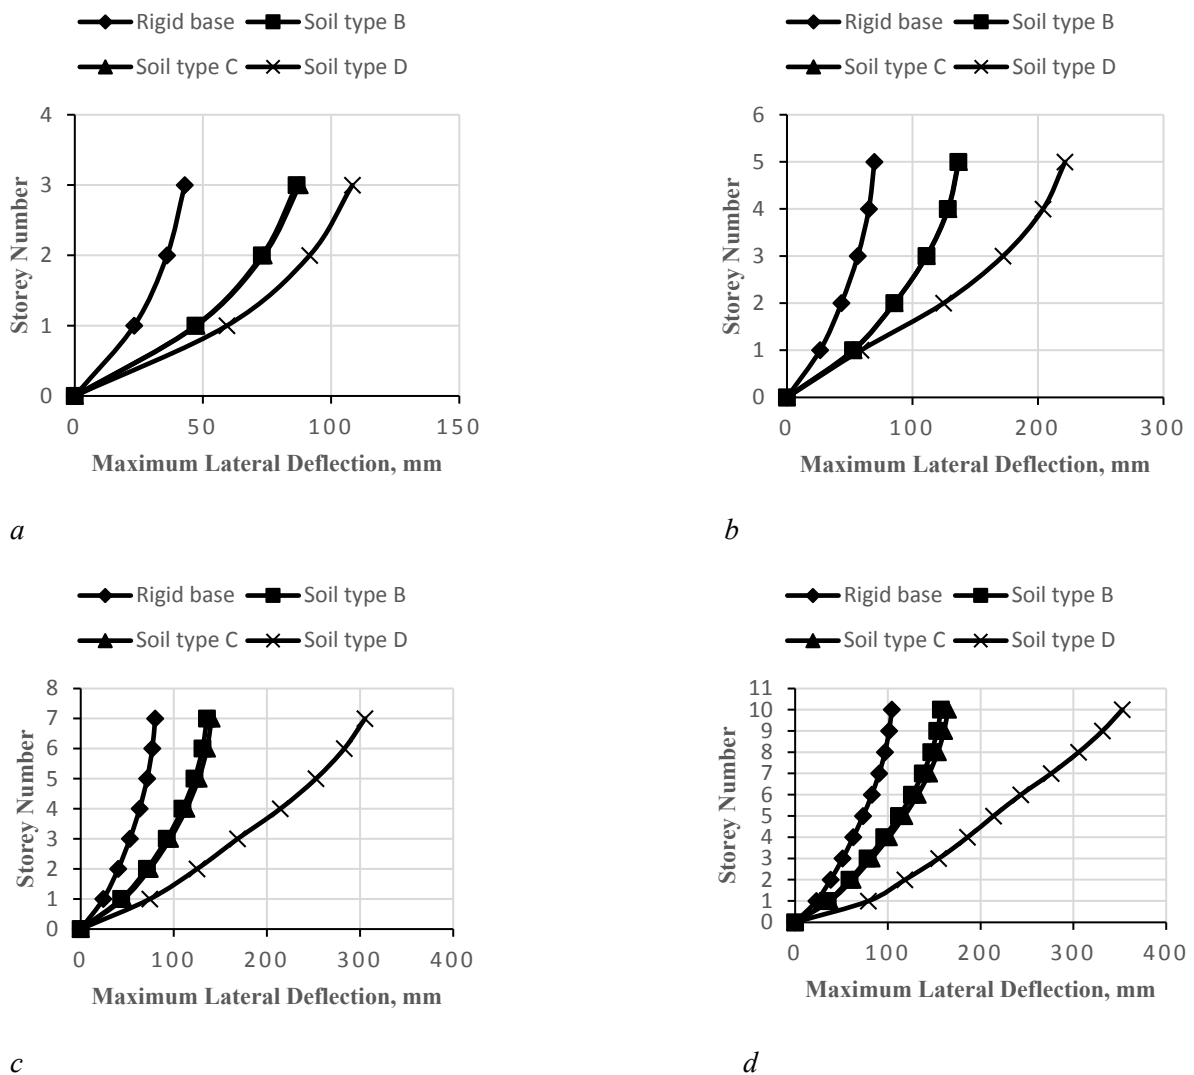 Rigid base Soil type B
Soil type C Soil type D
4
3
2
1
0
Storey Number
0 50 100 150
Maximum Lateral Deflection, mm
a
Rigid base Soil type B
Soil type C Soil type D
6
5
4
3
2
1
0
Storey Number
0 100 200 300
Maximum Lateral Deflection, mm
b
Rigid base Soil type B
Soil type C Soil type D
8
7
6
5
4
3
2
1
0
Storey Number
0 100 200 300 400
Maximum Lateral Deflection, mm
c
Rigid base Soil type B
Soil type C Soil type D
11
10
9
8
7
6
5
4
3
2
1
0
Storey Number
0 100 200 300 400
Maximum Lateral Deflection, mm
d